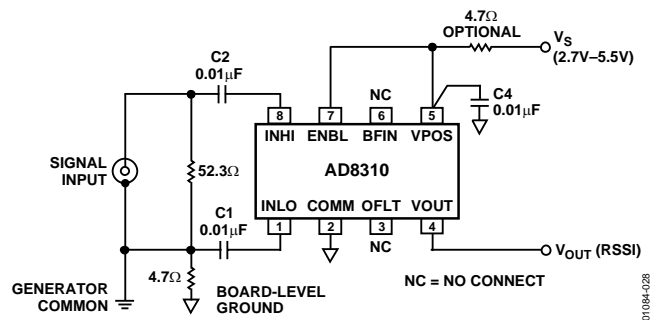 4.7Ω
OPTIONAL
VS
(2.7V–5.5V)
C2
0.01μF
NC
C4
0.01μF
8
7
6
5
INHI
ENBL
BFIN
VPOS
SIGNAL
INPUT
52.3Ω
AD8310
C1
0.01μF
INLO
COMM
OFLT
VOUT
1
2
3
4
NC
4.7Ω
VOUT (RSSI)
GENERATOR
COMMON
BOARD-LEVEL
GROUND
NC = NO CONNECT
01084-028